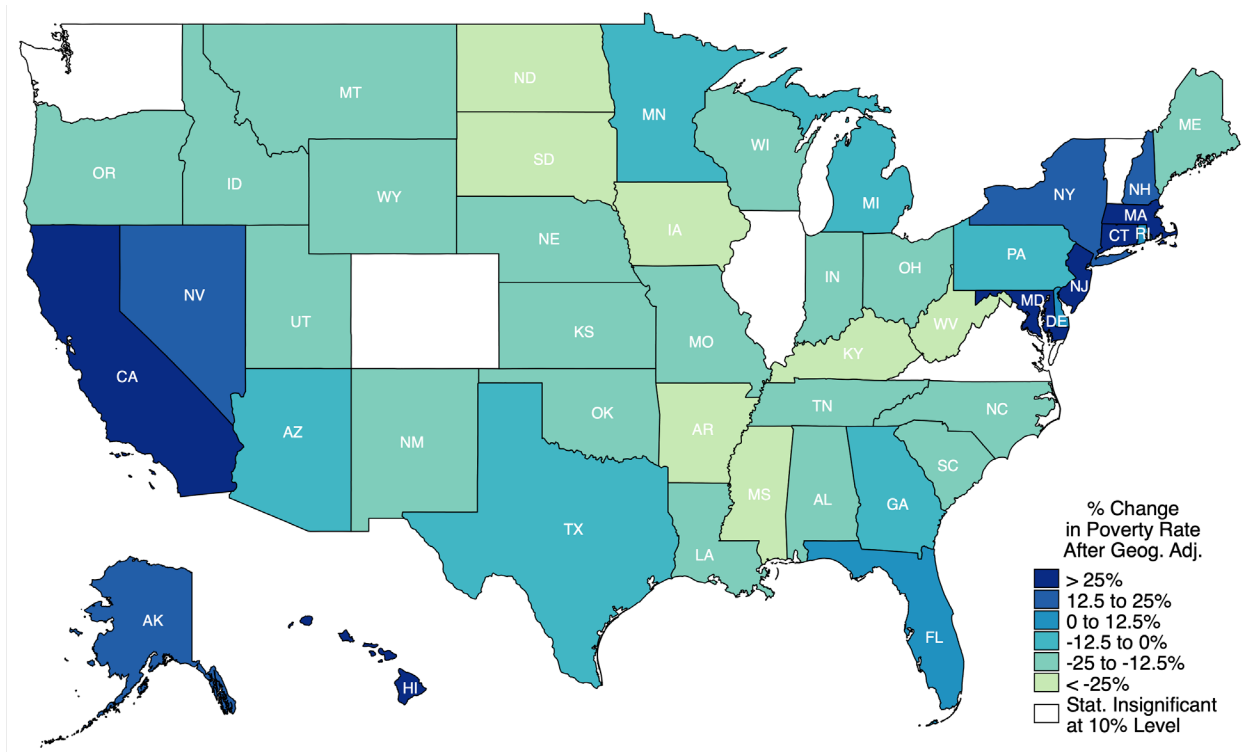 ND
MT
MN
ME
WI
OR
SD
ID
NH
WY
NY
MI
MA
IA
CT RI
NE
PA
OH
IN
NJ
NV
MD
UT
DE
WV
KS
MO
KY
CA
TN
NC
OK
AZ
AR
NM
SC
MS
AL
GA
TX
LA
AK
FL
HI
% Change
in Poverty Rate
After Geog. Adj.
> 25%
12.5 to 25%
0 to 12.5%
-12.5 to 0%
-25 to -12.5%
< -25%
Stat. Insignificant
at 10% Level